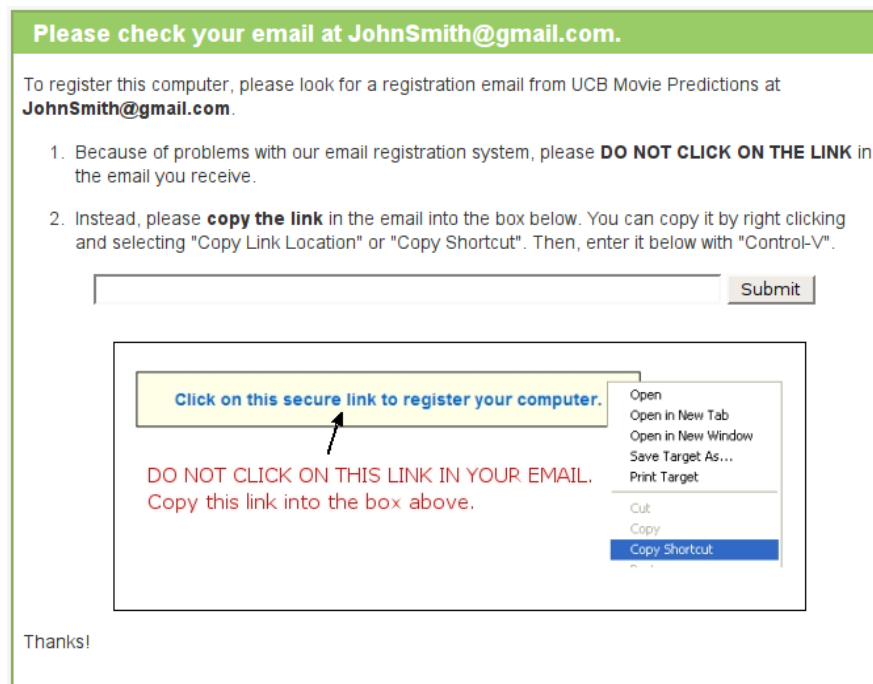 Please check your email at JohnSmith@gmail.com.
To register this computer, please look for a registration email from UCB Movie Predictions at
JohnSmith@gmail.com.
1. Because of problems with our email registration system, please DO NOT CLICK ON THE LINK in
the email you receive.
2. Instead, please copy the link in the email into the box below. You can copy it by right clicking
and selecting "Copy Link Location" or "Copy Shortcut". Then, enter it below with "Control-V".
Submit
Click on this secure link to register your computer.
DO NOT CLICK ON THIS LINK IN YOUR EMAIL.
Copy this link into the box above.
Open
Open in New Tab
Open in New Window
Save Target As...
Print Target
Cut
Copy
Copy Shortcut
Thanks!